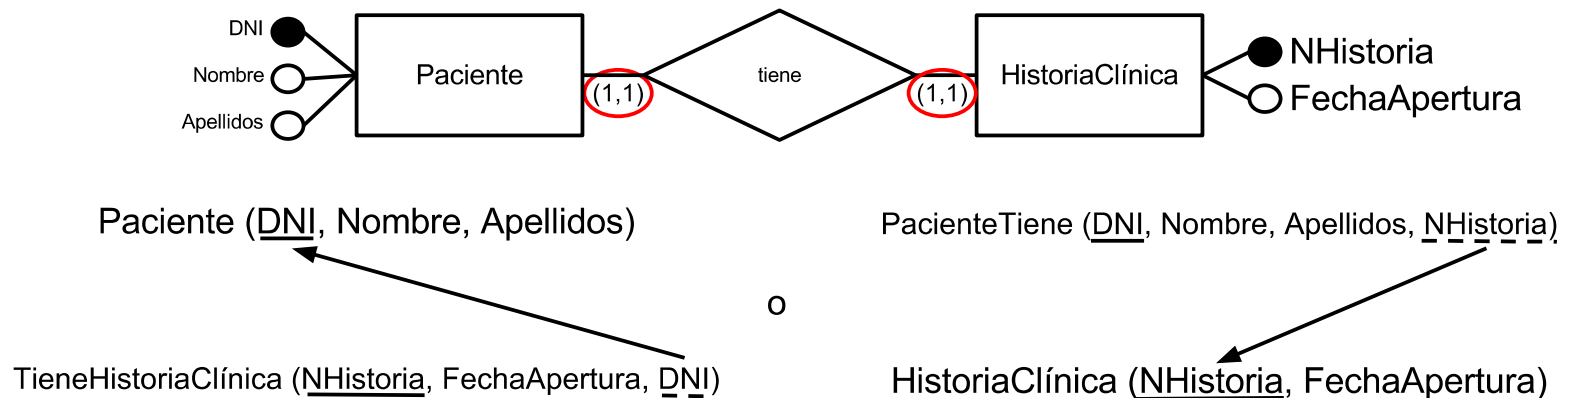 DNI
Nombre
Apellidos
Paciente
(1,1)
tiene
(1,1)
HistoriaClínica
NHistoria
FechaApertura
Paciente (DNI, Nombre, Apellidos)
PacienteTiene (DNI, Nombre, Apellidos, NHistoria)
o
TieneHistoriaClínica (NHistoria, FechaApertura, DNI)
HistoriaClínica (NHistoria, FechaApertura)